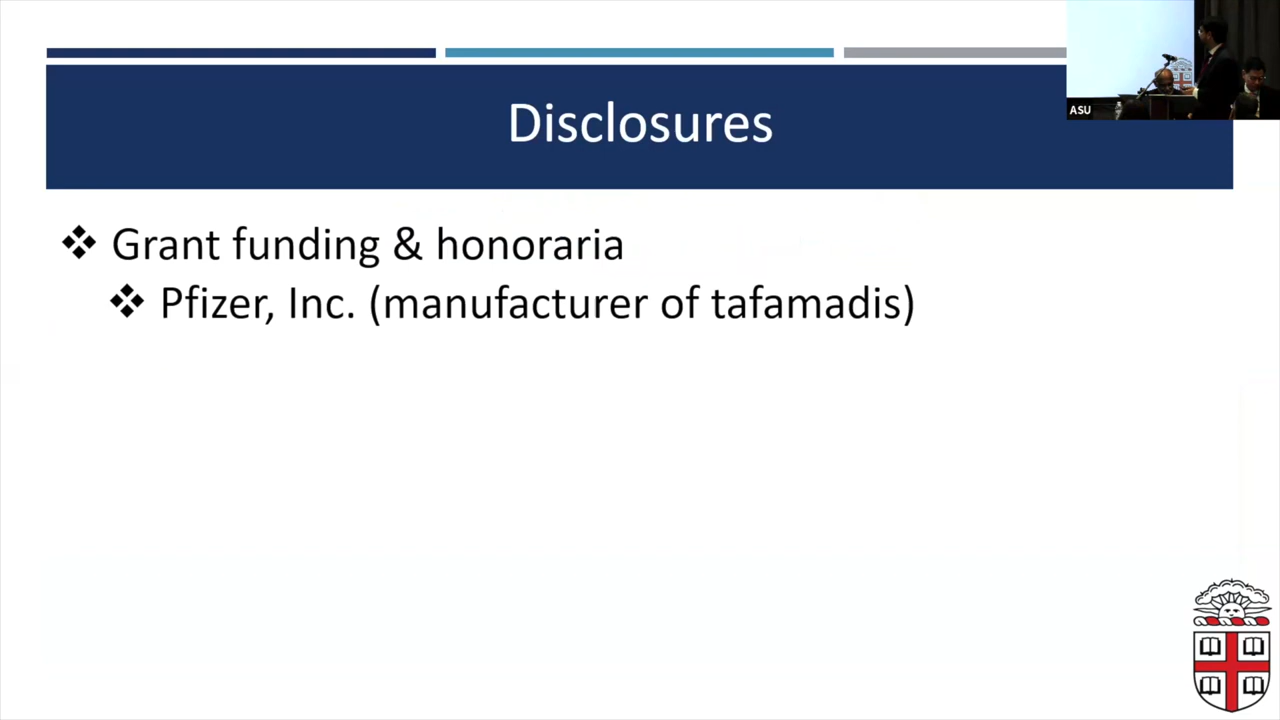 Disclosures
ASU
❖ Grant funding & honoraria
❖ Pfizer, Inc. (manufacturer of tafamadis)